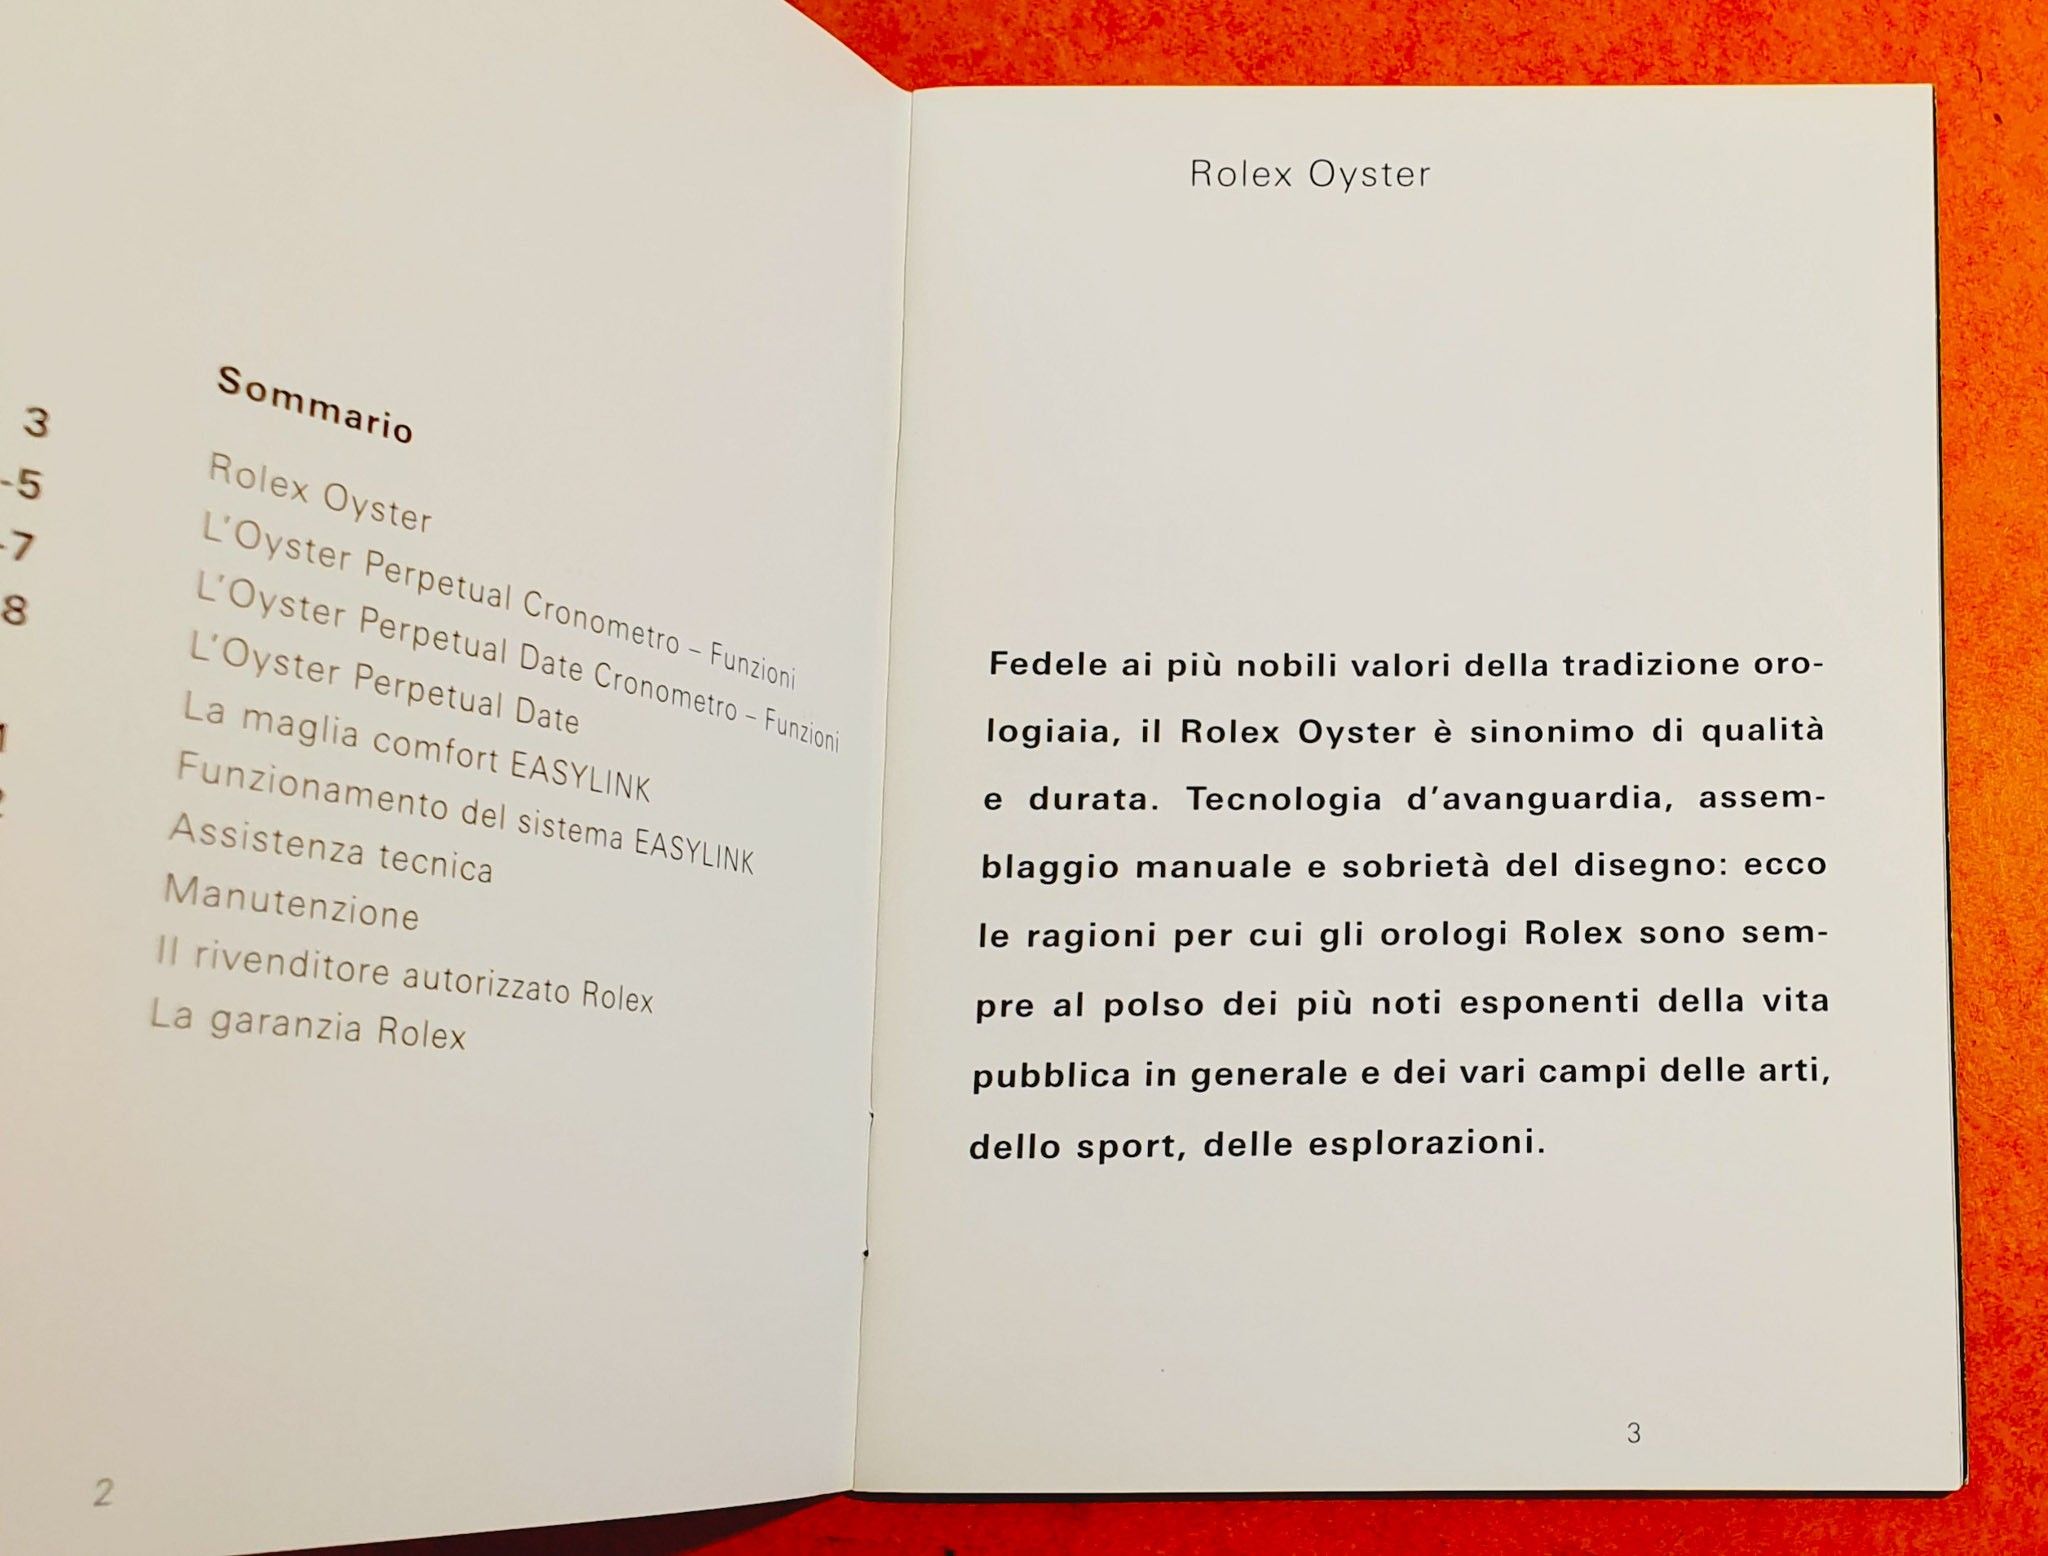 Sommario
3
Rolex Oyster
-5
L'Oyster Perpetual Cronometro – Funzioni
-7
L'Oyster Perpetual Date Cronometro – Funzioni
8
L'Oyster Perpetual Date
La maglia comfort EASYLINK
1
Funzionamento del sistema EASYLINK
2
Assistenza tecnica
Manutenzione
Il rivenditore autorizzato Rolex
La garanzia Rolex
2
Rolex Oyster
Fedele ai più nobili valori della tradizione oro-
logiaia, il Rolex Oyster è sinonimo di qualità
e durata. Tecnologia d'avanguardia, assem-
blaggio manuale e sobrietà del disegno: ecco
le ragioni per cui gli orologi Rolex sono sem-
pre al polso dei più noti esponenti della vita
pubblica in generale e dei vari campi delle arti,
dello sport, delle esplorazioni.
3